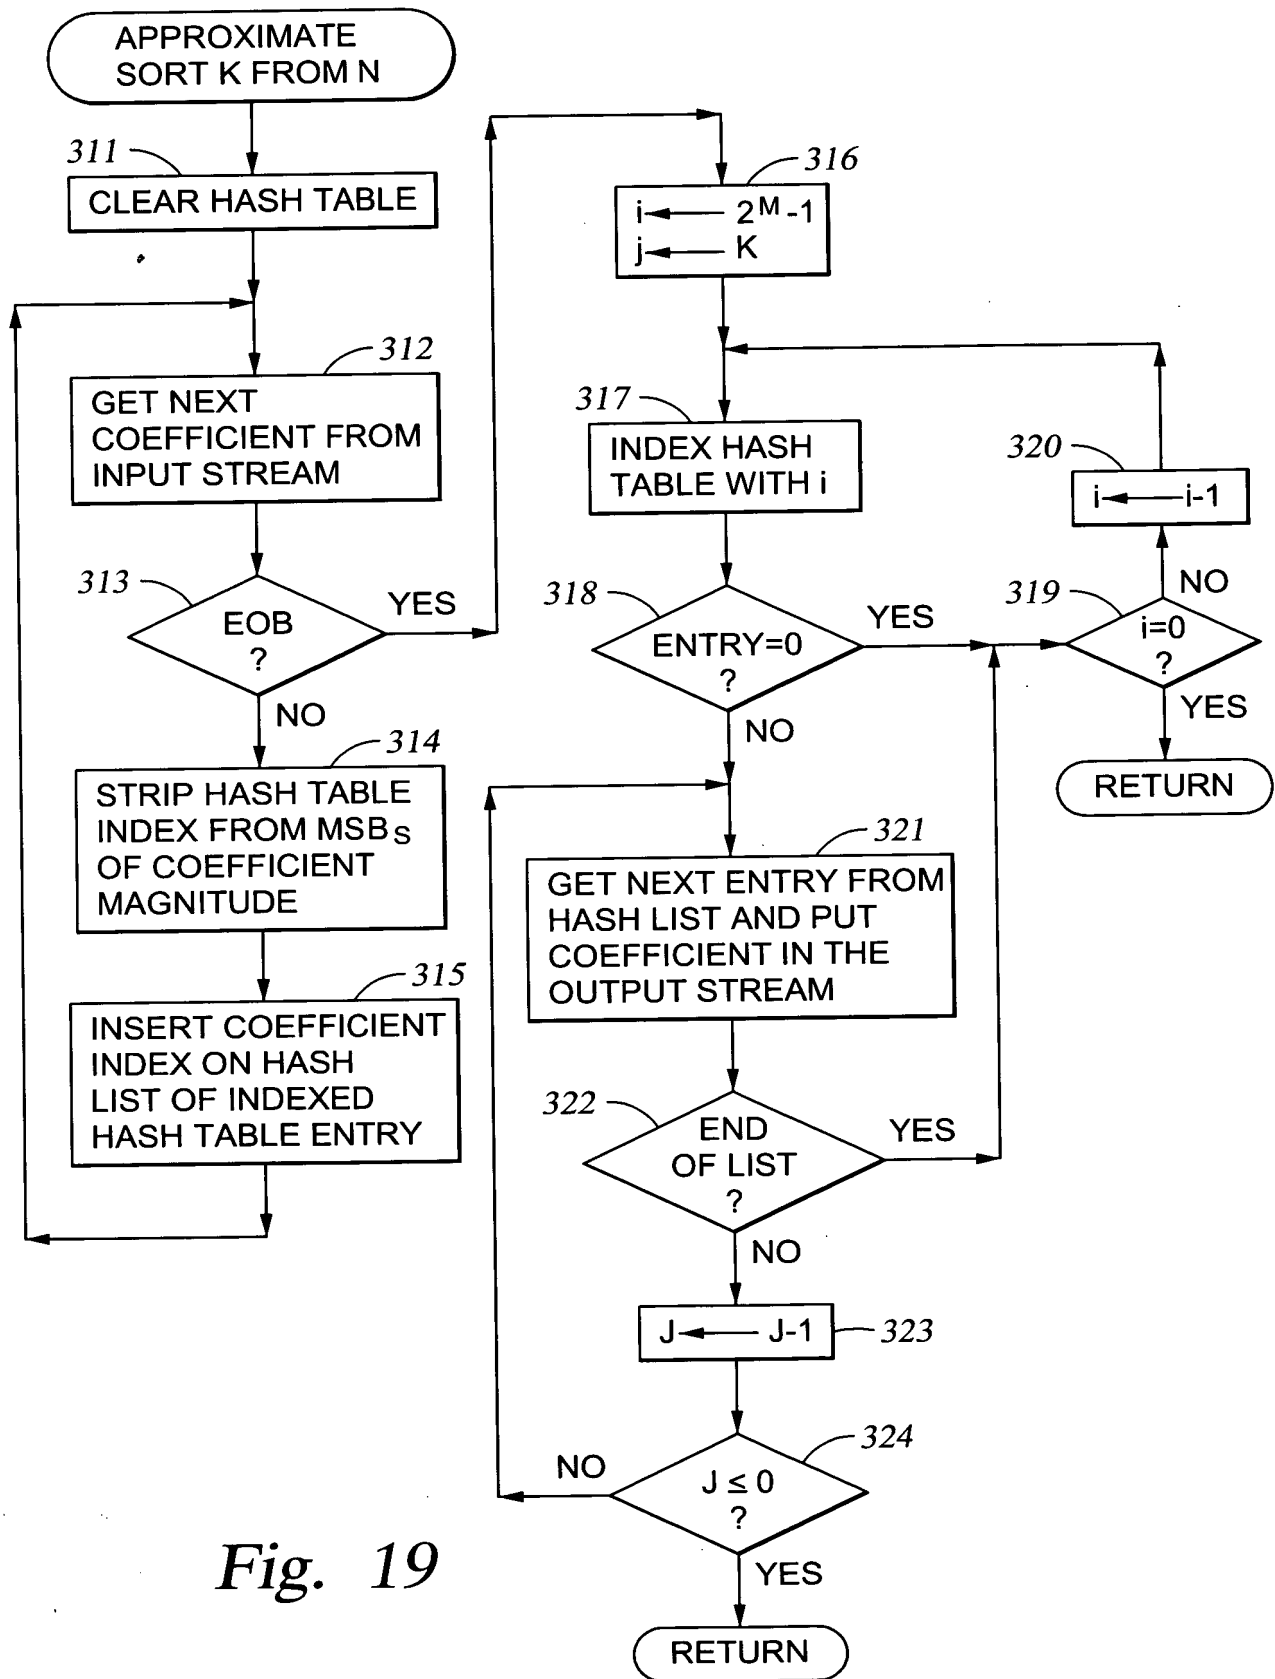 APPROXIMATE
SORT K FROM N
311
CLEAR HASH TABLE
312
GET NEXT
COEFFICIENT FROM
INPUT STREAM
313
EOB
?
YES
NO
314
STRIP HASH TABLE
INDEX FROM MSBS
OF COEFFICIENT
MAGNITUDE
315
INSERT COEFFICIENT
INDEX ON HASH
LIST OF INDEXED
HASH TABLE ENTRY
316
i ← 2^M -1
j ← K
317
INDEX HASH
TABLE WITH i
318
ENTRY=0
?
YES
NO
319
i=0
?
NO
YES
320
i ← i-1
RETURN
321
GET NEXT ENTRY FROM
HASH LIST AND PUT
COEFFICIENT IN THE
OUTPUT STREAM
322
END
OF LIST
?
YES
NO
J ← J-1
323
324
J ≤ 0
?
NO
YES
RETURN
Fig. 19